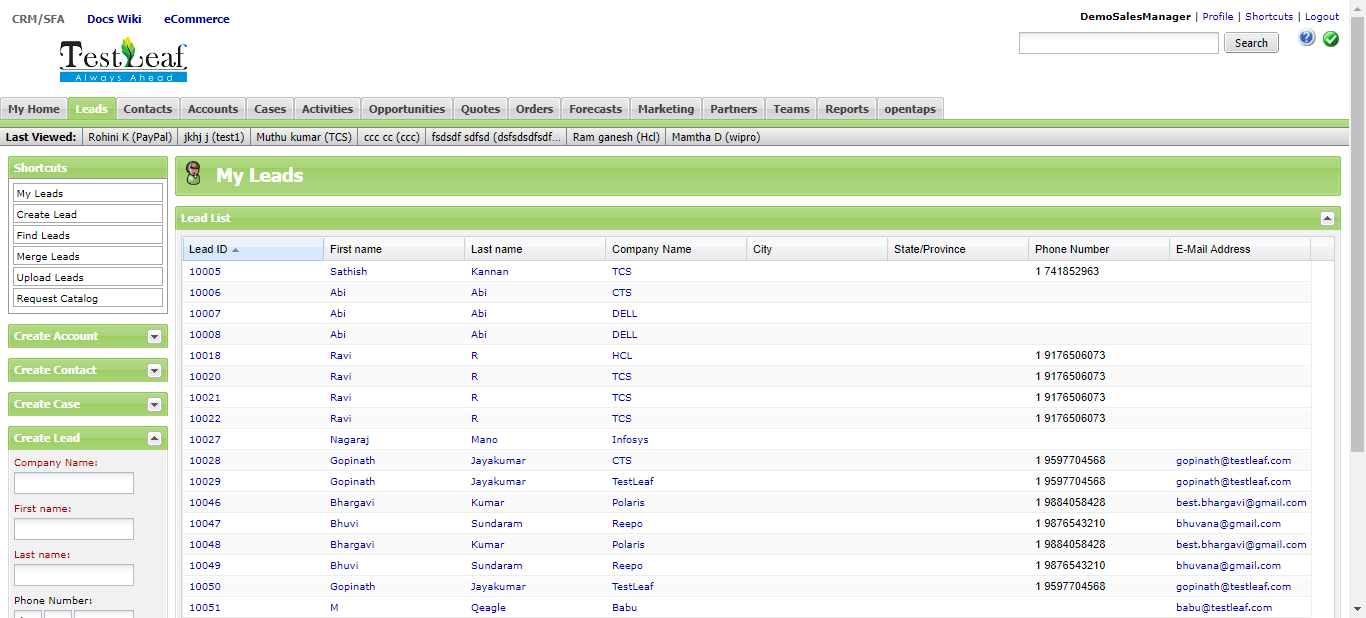 CRM/SFA Docs Wiki eCommerce
DemoSalesManager | Profile | Shortcuts | Logout
TestLeaf
Always Ahead
Search
My Home Leads Contacts Accounts Cases Activities Opportunities Quotes Orders Forecasts Marketing Partners Teams Reports opentaps
Last Viewed: Rohini K (PayPal) jkhj j (test1) Muthu kumar (TCS) ccc cc (ccc) fsdsdf sdfsd (dsfsdsdfsdf... Ram ganesh (Hcl) Mamtha D (wipro)
Shortcuts
My Leads
Create Lead
Find Leads
Merge Leads
Upload Leads
Request Catalog
Create Account
Create Contact
Create Case
Create Lead
Company Name:
First name:
Last name:
Phone Number:
My Leads
Lead List
Lead ID First name Last name Company Name City State/Province Phone Number E-Mail Address
10005 Sathish Kannan TCS 1 741852963
10006 Abi Abi CTS
10007 Abi Abi DELL
10008 Abi Abi DELL
10018 Ravi R HCL 1 9176506073
10020 Ravi R TCS 1 9176506073
10021 Ravi R TCS 1 9176506073
10022 Ravi R TCS 1 9176506073
10027 Nagaraj Mano Infosys
10028 Gopinath Jayakumar CTS 1 9597704568 gopinath@testleaf.com
10029 Gopinath Jayakumar TestLeaf 1 9597704568 gopinath@testleaf.com
10046 Bhargavi Kumar Polaris 1 9884058428 best.bhargavi@gmail.com
10047 Bhuvi Sundaram Reepo 1 9876543210 bhuvana@gmail.com
10048 Bhargavi Kumar Polaris 1 9884058428 best.bhargavi@gmail.com
10049 Bhuvi Sundaram Reepo 1 9876543210 bhuvana@gmail.com
10050 Gopinath Jayakumar TestLeaf 1 9597704568 gopinath@testleaf.com
10051 M Qeagle Babu babu@testleaf.com